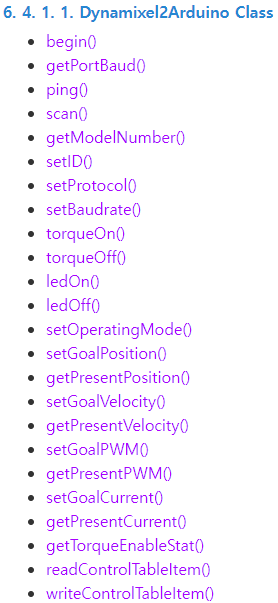 6. 4. 1. 1. Dynamixel2Arduino Class
begin()
getPortBaud()
ping()
scan()
getModelNumber()
setID()
setProtocol()
setBaudrate()
torqueOn()
torqueOff()
ledOn()
ledOff()
setOperatingMode()
setGoalPosition()
getPresentPosition()
setGoalVelocity()
getPresentVelocity()
setGoalPWM()
getPresentPWM()
setGoalCurrent()
getPresentCurrent()
getTorqueEnableStat()
readControlTableItem()
writeControlTableItem()